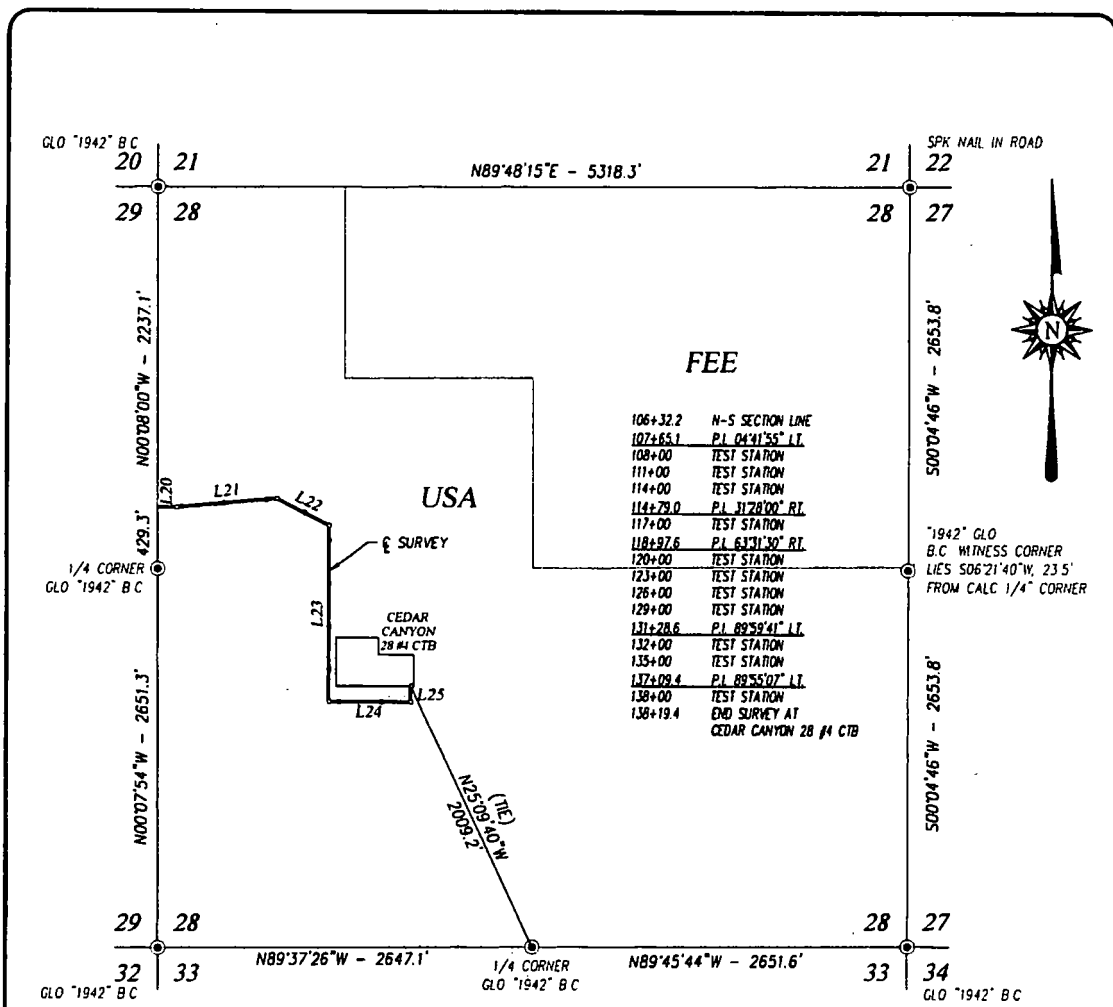 GLO "1942" B C
20 21
29 28
N89°48'15"E - 5318.3'
SPK NAIL IN ROAD
21 22
28 27
N00°08'00"W - 2237.1'
S00°04'46"W - 2653.8'
N
FEE
106+32.2 N-S SECTION LINE
107+65.1 P.I. 04°41'55" LT.
108+00 TEST STATION
111+00 TEST STATION
114+00 TEST STATION
114+79.0 P.I. 31°28'00" RT.
117+00 TEST STATION
118+97.6 P.I. 63°31'30" RT.
120+00 TEST STATION
123+00 TEST STATION
126+00 TEST STATION
129+00 TEST STATION
131+28.6 P.I. 89°59'41" LT.
132+00 TEST STATION
135+00 TEST STATION
137+09.4 P.I. 89°55'07" LT.
138+00 TEST STATION
138+19.4 END SURVEY AT
CEDAR CANYON 28 #4 CTB
USA
L20
L21
L22
℄ SURVEY
429.3'
1/4 CORNER
GLO "1942" B C
"1942" GLO
B.C WITNESS CORNER
LIES S06°21'40"W, 23.5'
FROM CALC 1/4" CORNER
L23
CEDAR
CANYON
28 #4 CTB
L25
L24
N00°07'54"W - 2651.3'
S00°04'46"W - 2653.8'
(TIE)
N25°09'40"W
2009.2'
29 28
32 33
GLO "1942" B C
N89°37'26"W - 2647.1'
1/4 CORNER
GLO "1942" B C
N89°45'44"W - 2651.6'
28 27
33 34
GLO "1942" B C